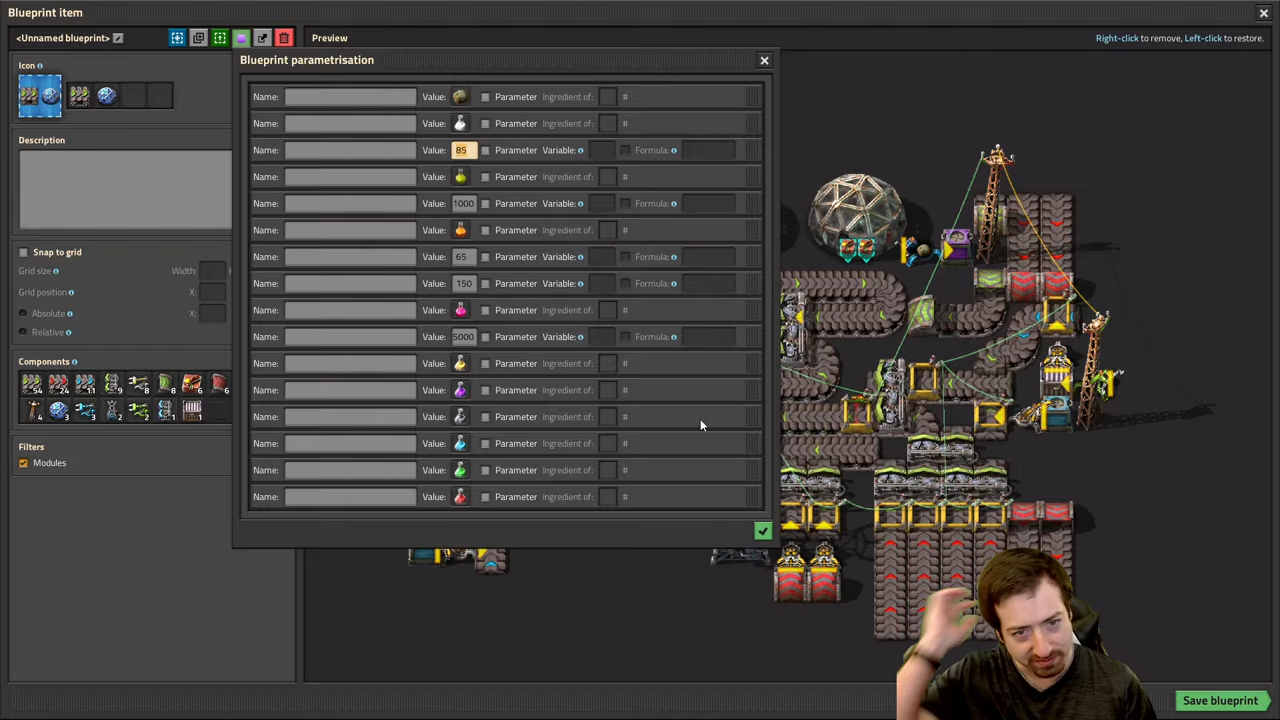 Blueprint item
<Unnamed blueprint>
Preview
Right-click to remove, Left-click to restore.
Icon
Description
Snap to grid
Grid size
Width:
Grid position
X:
Absolute
X:
Relative
Components
54 24 11 9 8 8 6 6
4 3 3 2 2 1 1
Filters
Modules
Blueprint parametrisation
Name: Value: Parameter Ingredient of: #
Name: Value: Parameter Ingredient of: #
Name: Value: 85 Parameter Variable: Formula:
Name: Value: Parameter Ingredient of: #
Name: Value: 1000 Parameter Variable: Formula:
Name: Value: Parameter Ingredient of: #
Name: Value: 65 Parameter Variable: Formula:
Name: Value: 150 Parameter Variable: Formula:
Name: Value: Parameter Ingredient of: #
Name: Value: 5000 Parameter Variable: Formula:
Name: Value: Parameter Ingredient of: #
Name: Value: Parameter Ingredient of: #
Name: Value: Parameter Ingredient of: #
Name: Value: Parameter Ingredient of: #
Name: Value: Parameter Ingredient of: #
Name: Value: Parameter Ingredient of: #
Save blueprint